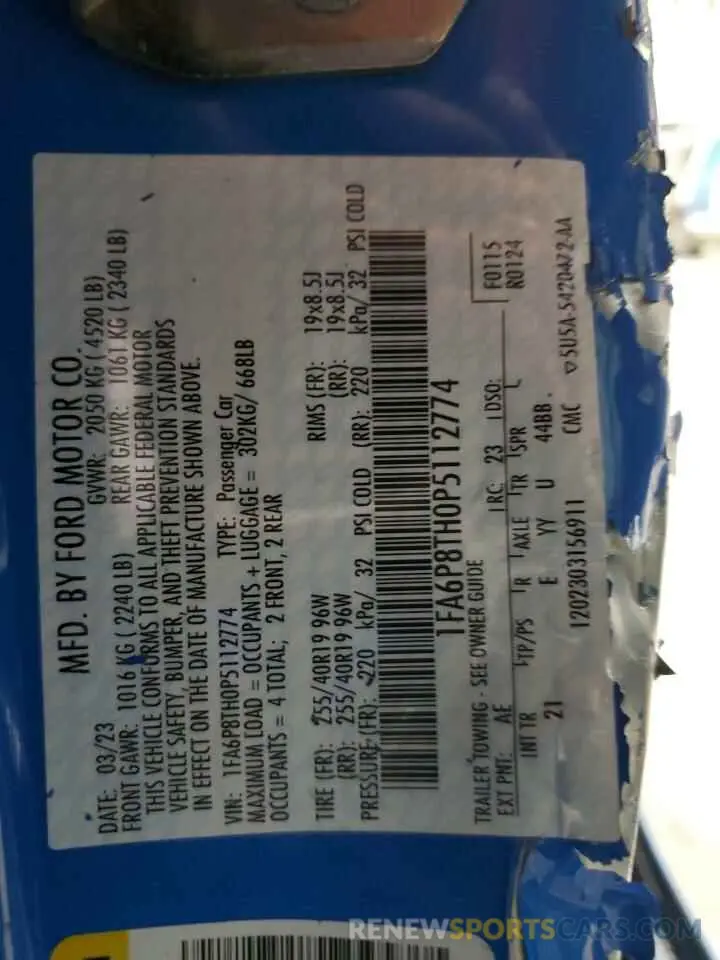 MFD. BY FORD MOTOR CO.
DATE: 03/23 GVWR: 2050 KG ( 4520 LB)
FRONT GAWR: 1016 KG ( 2240 LB) REAR GAWR: 1061 KG ( 2340 LB)
THIS VEHICLE CONFORMS TO ALL APPLICABLE FEDERAL MOTOR
VEHICLE SAFETY, BUMPER, AND THEFT PREVENTION STANDARDS
IN EFFECT ON THE DATE OF MANUFACTURE SHOWN ABOVE.
VIN: 1FA6P8TH0P5112774 TYPE: Passenger Car
MAXIMUM LOAD = OCCUPANTS + LUGGAGE = 302KG/ 668LB
OCCUPANTS = 4 TOTAL; 2 FRONT, 2 REAR
TIRE (FR): 255/40R19 96W RIMS (FR): 19x8.5J
(RR): 255/40R19 96W (RR): 19x8.5J
PRESSURE (FR): 220 kPa/ 32 PSI COLD (RR): 220 kPa/ 32 PSI COLD
1FA6P8TH0P5112774
TRAILER TOWING - SEE OWNER GUIDE F0115
EXT PNT: AE RC: 23 DSO: R0124
INT TR TP/PS R AXLE TR SPR L
21 E YY U 44BB .
1202303156911 CMC ▽5U5A-5420472-AA
RENEWSPORTSCARS.COM